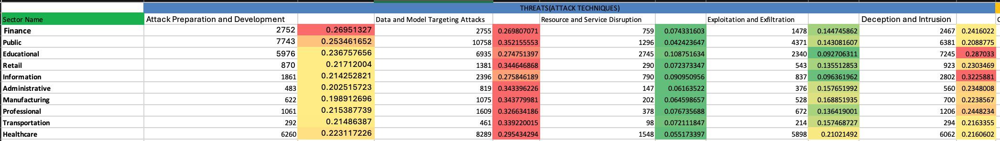 THREATS(ATTACK TECHNIQUES)
Sector Name Attack Preparation and Development Data and Model Targeting Attacks Resource and Service Disruption Exploitation and Exfiltration Deception and Intrusion
Finance 2752 0.26951327 2755 0.269807071 759 0.074331603 1478 0.144745862 2467 0.2416022
Public 7743 0.253461652 10758 0.352155553 1296 0.042423647 4371 0.143081607 6381 0.2088775
Educational 5976 0.236757656 6935 0.274751397 2745 0.108751634 2340 0.092706311 7245 0.287033
Retail 870 0.21712004 1381 0.344646868 290 0.072373347 543 0.135512853 923 0.2303469
Information 1861 0.214252821 2396 0.275846189 790 0.090950956 837 0.096361962 2802 0.3225881
Administrative 483 0.202515723 819 0.343396226 147 0.06163522 376 0.157651992 560 0.2348008
Manufacturing 622 0.198912696 1075 0.343779981 202 0.064598657 528 0.168851935 700 0.2238567
Professional 1061 0.215387739 1609 0.326634186 378 0.076735688 672 0.136419001 1206 0.2448234
Transportation 292 0.21486387 461 0.339220015 98 0.072111847 214 0.157468727 294 0.2163355
Healthcare 6260 0.223117226 8289 0.295434294 1548 0.055173397 5898 0.21021492 6062 0.2160602